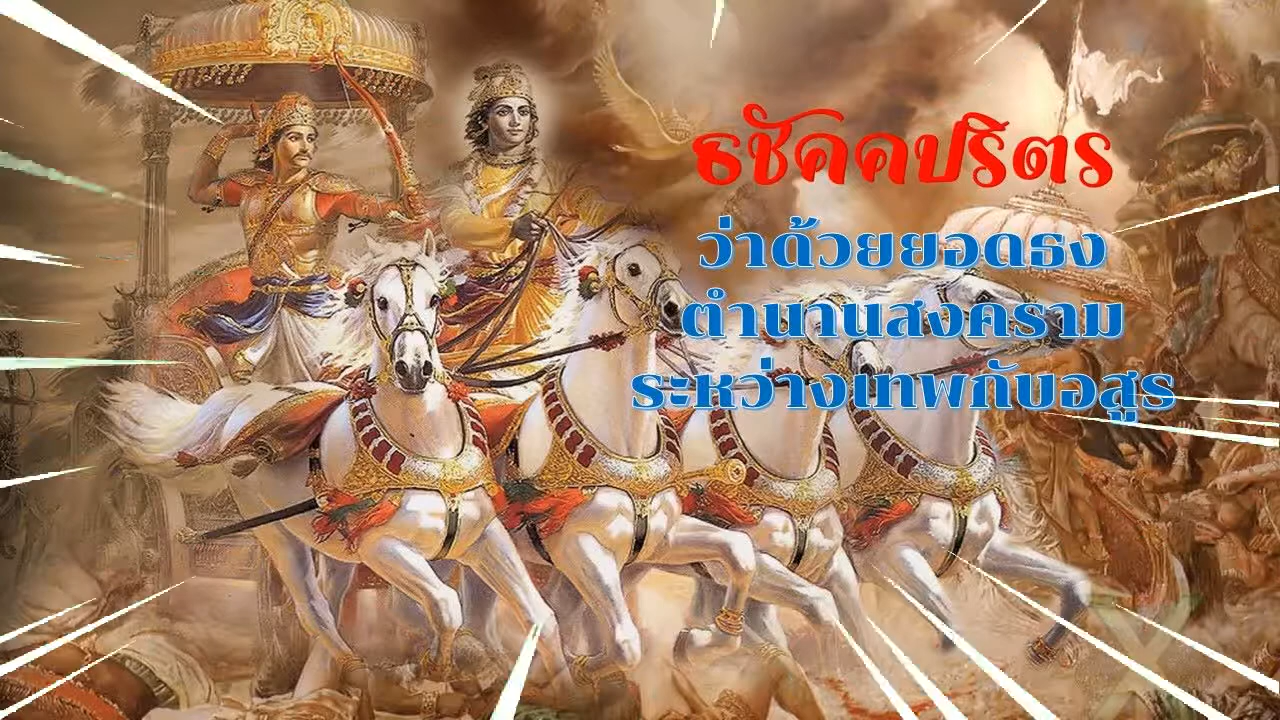 ธชัคคปริตร
ว่าด้วยยอดธง
ตำนานสงคราม
ระหว่างเทพกับอสูร